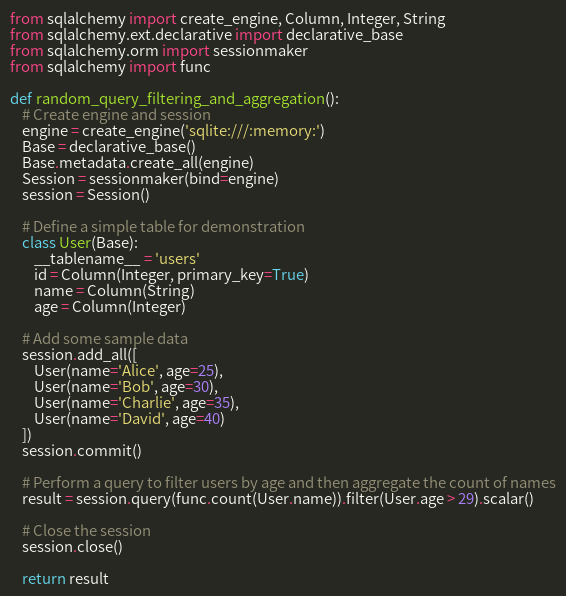 from sqlalchemy import create_engine, Column, Integer, String
from sqlalchemy.ext.declarative import declarative_base
from sqlalchemy.orm import sessionmaker
from sqlalchemy import func

def random_query_filtering_and_aggregation():
    # Create engine and session
    engine = create_engine('sqlite:///:memory:')
    Base = declarative_base()
    Base.metadata.create_all(engine)
    Session = sessionmaker(bind=engine)
    session = Session()

    # Define a simple table for demonstration
    class User(Base):
        __tablename__ = 'users'
        id = Column(Integer, primary_key=True)
        name = Column(String)
        age = Column(Integer)

    # Add some sample data
    session.add_all([
        User(name='Alice', age=25),
        User(name='Bob', age=30),
        User(name='Charlie', age=35),
        User(name='David', age=40)
    ])
    session.commit()

    # Perform a query to filter users by age and then aggregate the count of names
    result = session.query(func.count(User.name)).filter(User.age > 29).scalar()

    # Close the session
    session.close()

    return result